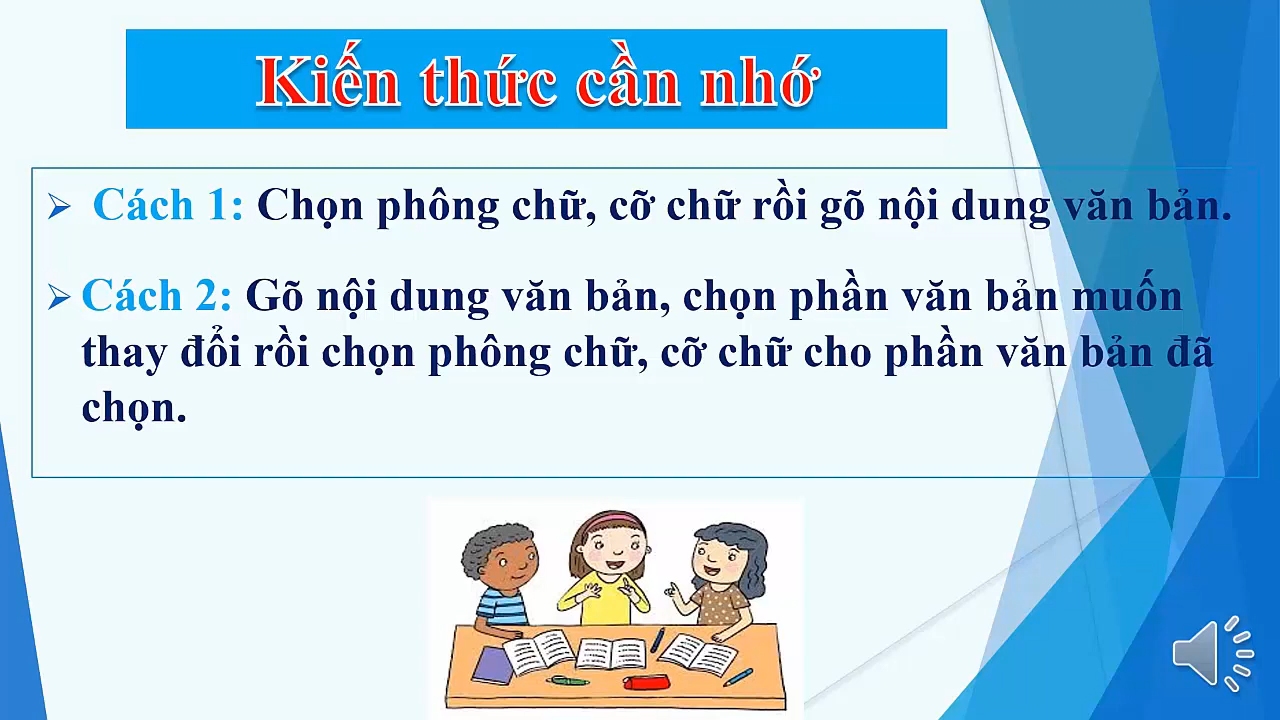 Kiến thức cần nhớ
Cách 1: Chọn phông chữ, cỡ chữ rồi gõ nội dung văn bản.
Cách 2: Gõ nội dung văn bản, chọn phần văn bản muốn
thay đổi rồi chọn phông chữ, cỡ chữ cho phần văn bản đã
chọn.